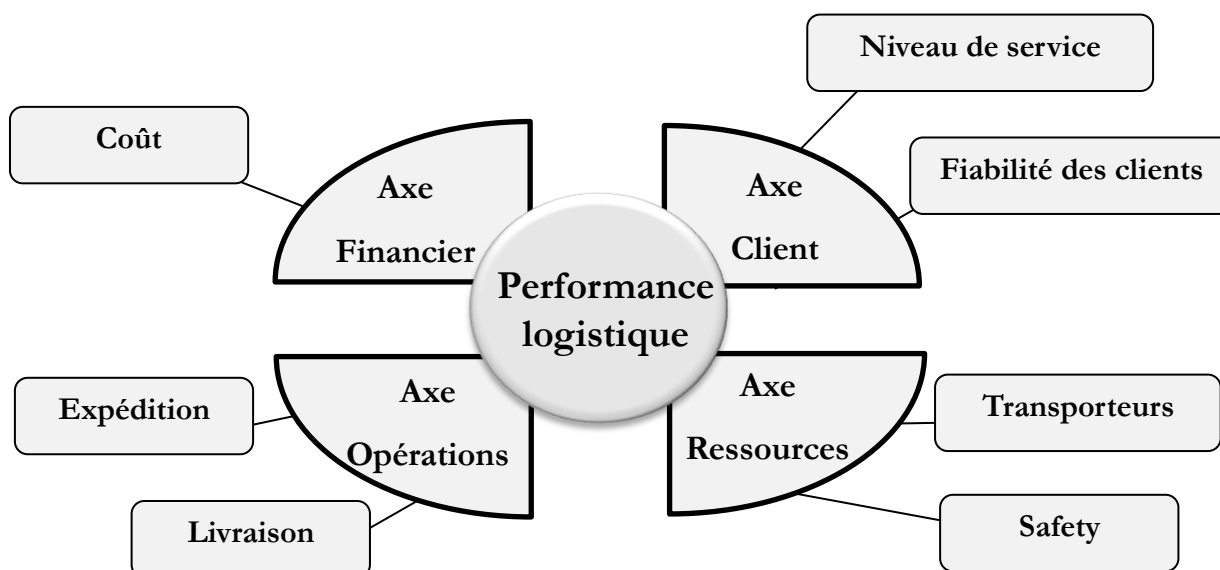 Niveau de service
Coût
Fiabilité des clients
Axe
Financier
Axe
Client
Performance
logistique
Axe
Opérations
Axe
Ressources
Expédition
Transporteurs
Livraison
Safety